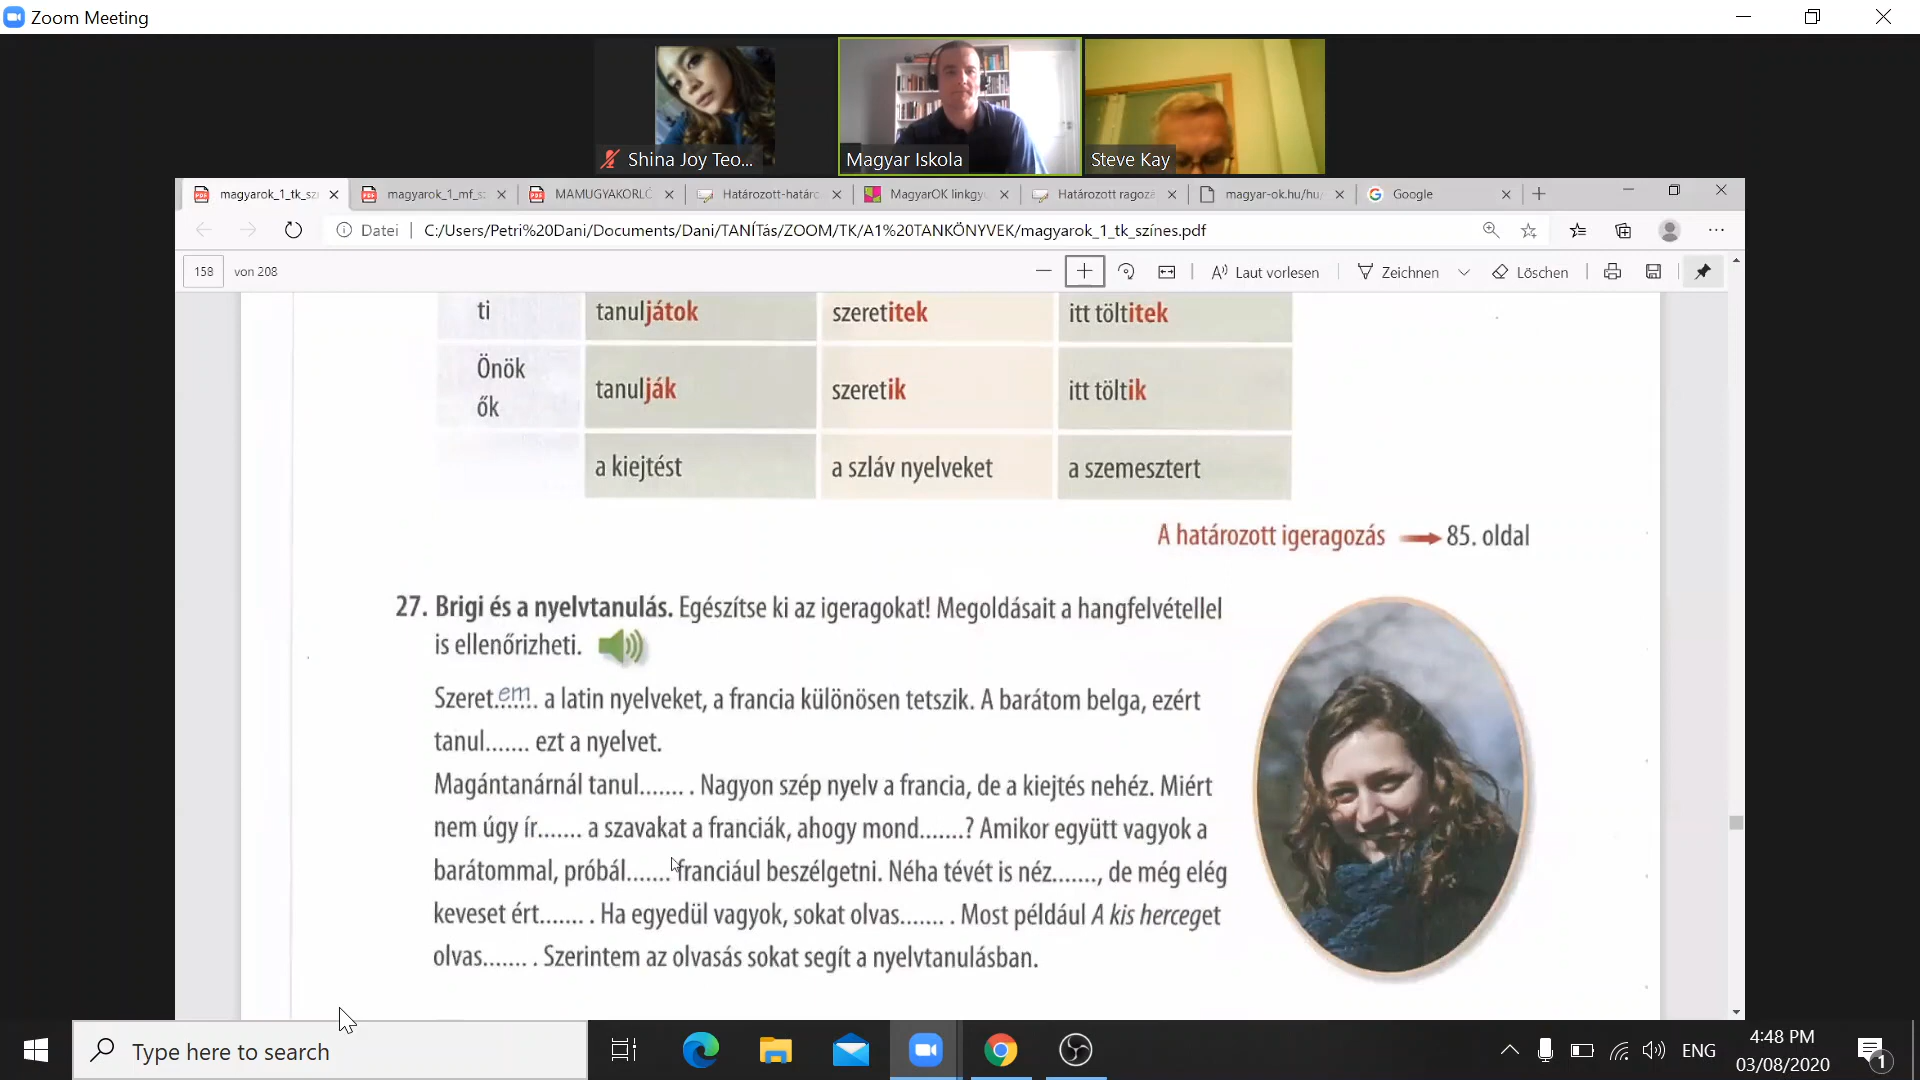 Zoom Meeting
Shina Joy Teo...
Magyar Iskola
Steve Kay
magyarok_1_tk_sz
magyarok_1_mf_s
MAMUGYAKORLÓ
Határozott-határo
MagyarOK linkgy
Határozott ragozá
magyar-ok.hu/hu/
Google
Datei
C:/Users/Petri%20Dani/Documents/Dani/TANÍTás/ZOOM/TK/A1%20TANKÖNYVEK/magyarok_1_tk_színes.pdf
158 von 208
Laut vorlesen
Zeichnen
Löschen
ti tanuljátok szeretitek itt töltitek
Önök
ők
tanulják szeretik itt töltik
a kiejtést a szláv nyelveket a szemesztert
A határozott igeragozás → 85. oldal
27. Brigi és a nyelvtanulás. Egészítse ki az igeragokat! Megoldásait a hangfelvétellel
is ellenőrizheti.
Szeret..em.. a latin nyelveket, a francia különösen tetszik. A barátom belga, ezért
tanul....... ezt a nyelvet.
Magántanárnál tanul....... . Nagyon szép nyelv a francia, de a kiejtés nehéz. Miért
nem úgy ír....... a szavakat a franciák, ahogy mond.......? Amikor együtt vagyok a
barátommal, próbál....... franciául beszélgetni. Néha tévét is néz......., de még elég
keveset ért....... . Ha egyedül vagyok, sokat olvas....... . Most például A kis herceget
olvas....... . Szerintem az olvasás sokat segít a nyelvtanulásban.
Type here to search
ENG
4:48 PM
03/08/2020
1